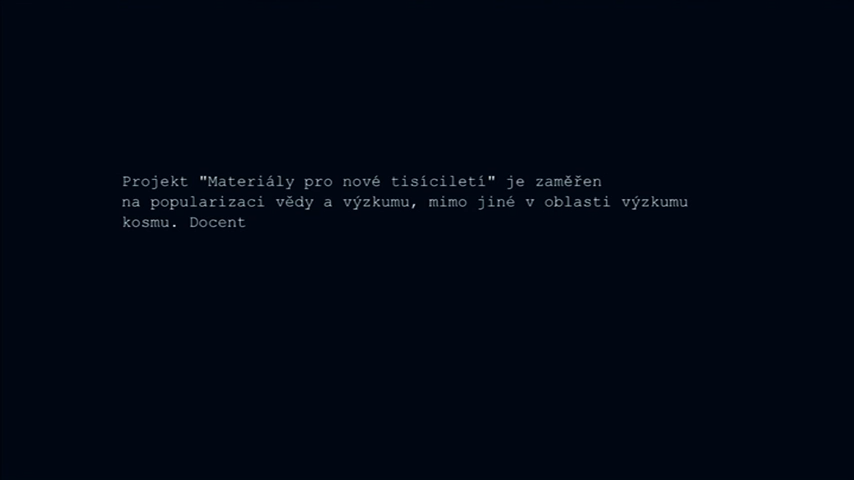 Projekt "Materiály pro nové tisíciletí" je zaměřen
na popularizaci vědy a výzkumu, mimo jiné v oblasti výzkumu
kosmu. Docent